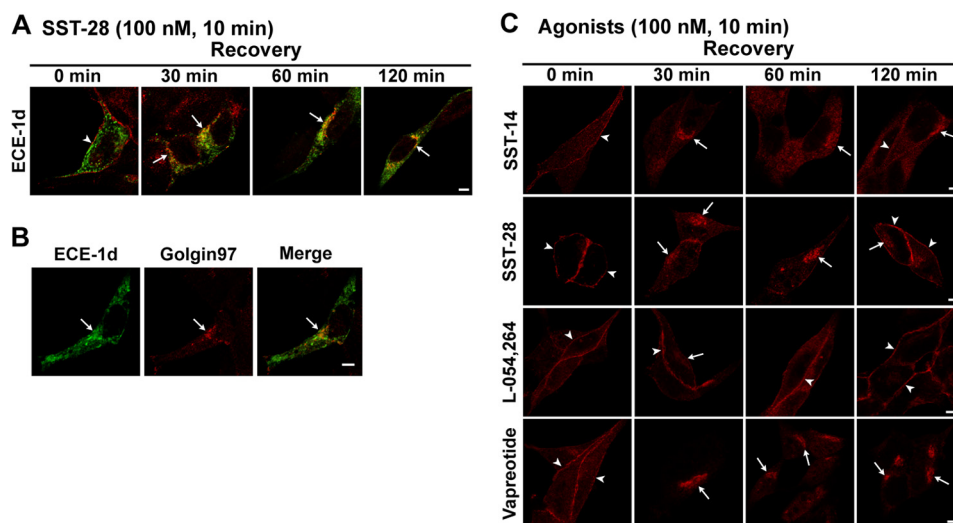 A SST-28 (100 nM, 10 min)
Recovery
0 min 30 min 60 min 120 min
ECE-1d
B
ECE-1d Golgin97 Merge
C Agonists (100 nM, 10 min)
Recovery
0 min 30 min 60 min 120 min
SST-14
SST-28
L-054,264
Vapreotide